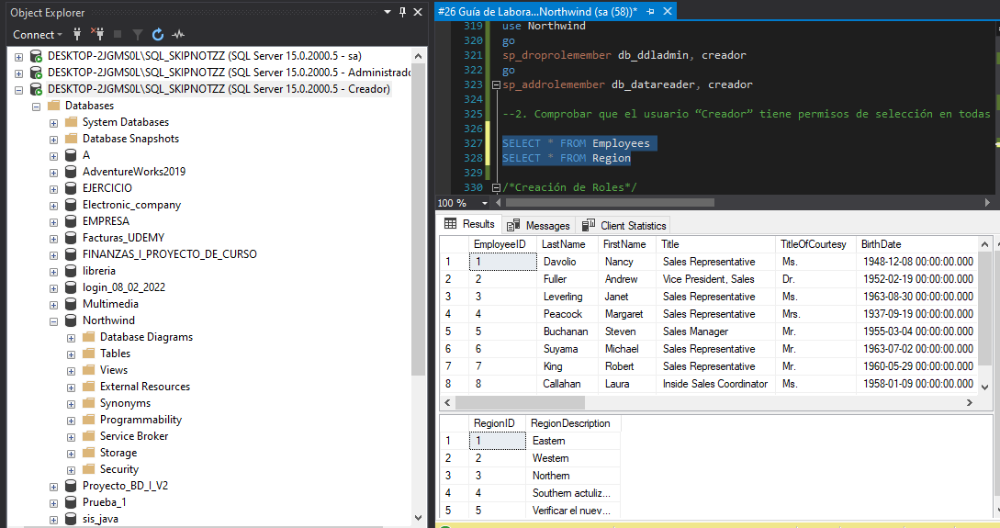 Object Explorer
Connect
DESKTOP-2JGMS0L\SQL_SKIPNOTZZ (SQL Server 15.0.2000.5 - sa)
DESKTOP-2JGMS0L\SQL_SKIPNOTZZ (SQL Server 15.0.2000.5 - Administrado
DESKTOP-2JGMS0L\SQL_SKIPNOTZZ (SQL Server 15.0.2000.5 - Creador)
Databases
System Databases
Database Snapshots
A
AdventureWorks2019
EJERCICIO
Electronic_company
EMPRESA
Facturas_UDEMY
FINANZAS_I_PROYECTO_DE_CURSO
libreria
login_08_02_2022
Multimedia
Northwind
Database Diagrams
Tables
Views
External Resources
Synonyms
Programmability
Service Broker
Storage
Security
Proyecto_BD_I_V2
Prueba_1
sis_java
#26 Guía de Labora...Northwind (sa (58))*
319 use Northwind
320 go
321 sp_droprolemember db_ddladmin, creador
322 go
323 sp_addrolemember db_datareader, creador
324
325 --2. Comprobar que el usuario “Creador” tiene permisos de selección en todas
326
327 SELECT * FROM Employees
328 SELECT * FROM Region
329
330 /*Creación de Roles*/
100 %
Results Messages Client Statistics
EmployeeID LastName FirstName Title TitleOfCourtesy BirthDate
1 1 Davolio Nancy Sales Representative Ms. 1948-12-08 00:00:00.000
2 2 Fuller Andrew Vice President, Sales Dr. 1952-02-19 00:00:00.000
3 3 Leverling Janet Sales Representative Ms. 1963-08-30 00:00:00.000
4 4 Peacock Margaret Sales Representative Mrs. 1937-09-19 00:00:00.000
5 5 Buchanan Steven Sales Manager Mr. 1955-03-04 00:00:00.000
6 6 Suyama Michael Sales Representative Mr. 1963-07-02 00:00:00.000
7 7 King Robert Sales Representative Mr. 1960-05-29 00:00:00.000
8 8 Callahan Laura Inside Sales Coordinator Ms. 1958-01-09 00:00:00.000
RegionID RegionDescription
1 1 Eastern
2 2 Western
3 3 Northern
4 4 Southern actuliz...
5 5 Verificar el nuev...